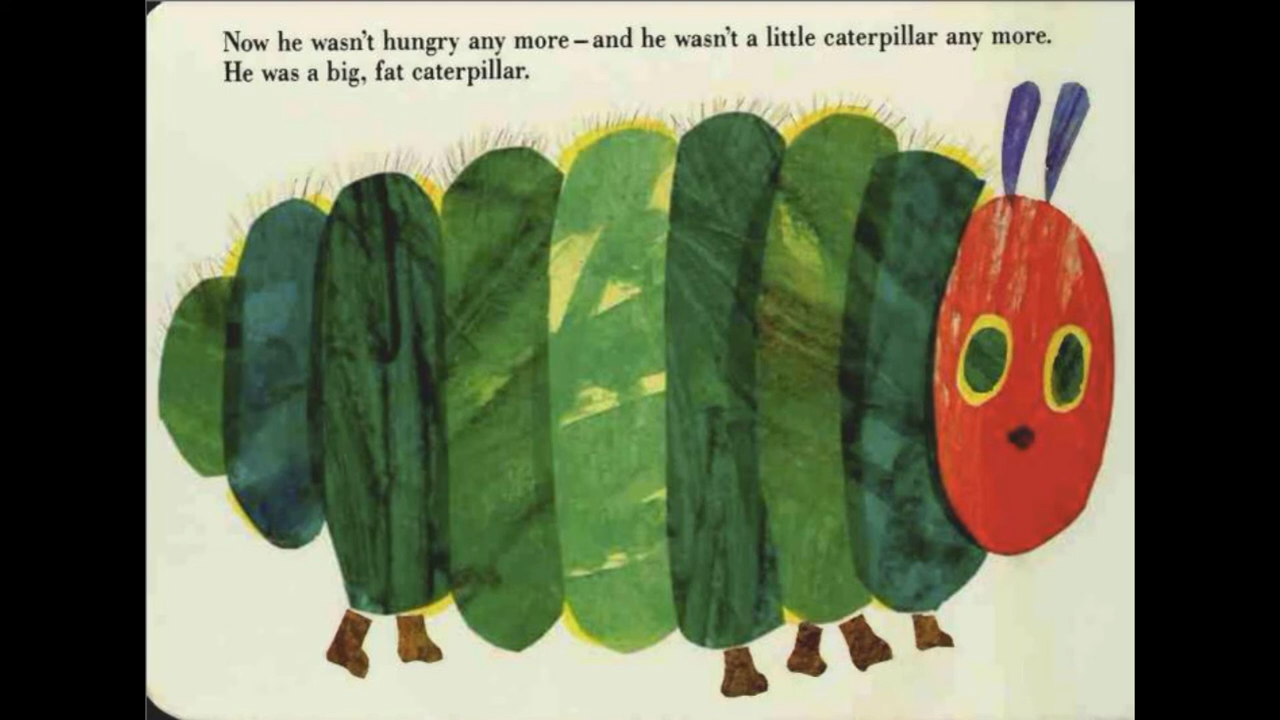 Now he wasn't hungry any more–and he wasn't a little caterpillar any more.
He was a big, fat caterpillar.